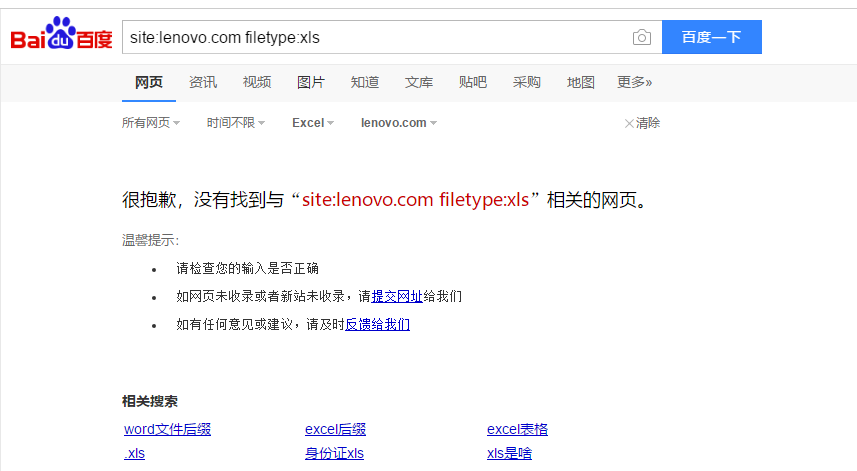 Bai du 百度
site:lenovo.com filetype:xls
百度一下
网页 资讯 视频 图片 知道 文库 贴吧 采购 地图 更多»
所有网页 时间不限 Excel lenovo.com 清除
很抱歉，没有找到与“site:lenovo.com filetype:xls”相关的网页。
温馨提示：
请检查您的输入是否正确
如网页未收录或者新站未收录，请提交网址给我们
如有任何意见或建议，请及时反馈给我们
相关搜索
word文件后缀 excel后缀 excel表格
.xls 身份证xls xls是啥